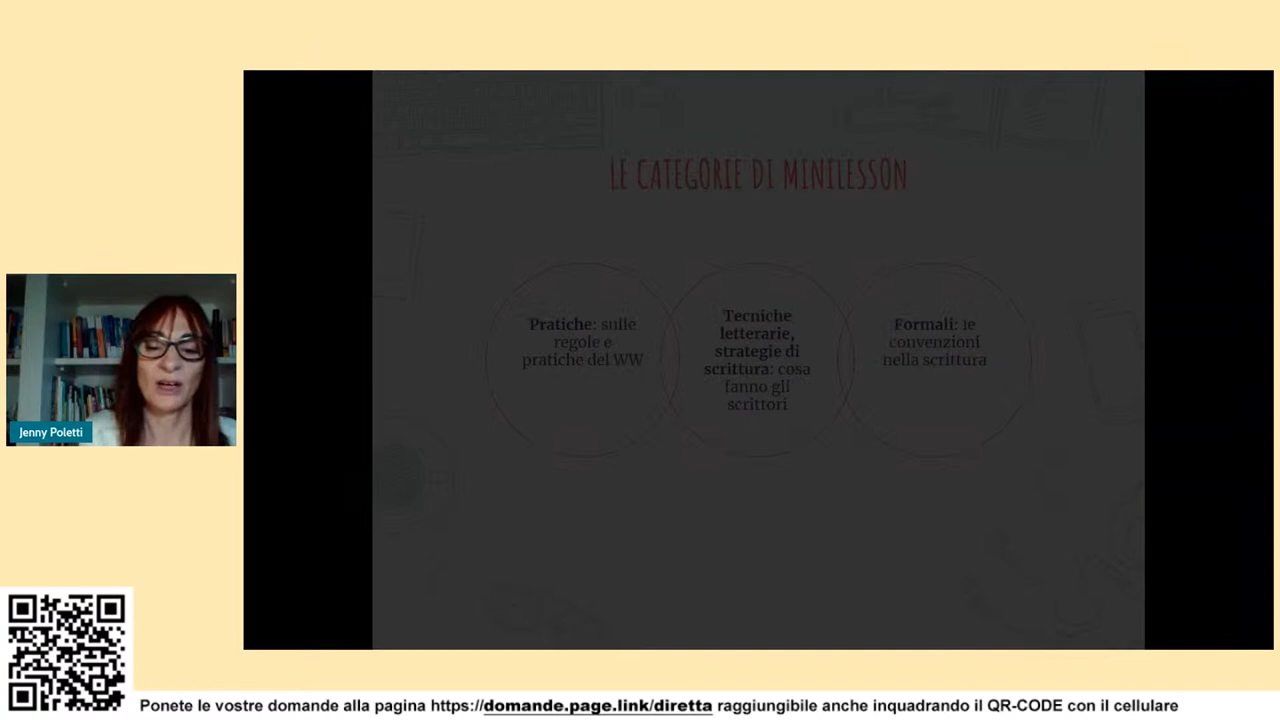 LE CATEGORIE DI MINILESSON
Pratiche: sulle
regole e
pratiche del WW
Tecniche
letterarie,
strategie di
scrittura: cosa
fanno gli
scrittori
Formali: le
convenzioni
nella scrittura
Jenny Poletti
Ponete le vostre domande alla pagina https://domande.page.link/diretta raggiungibile anche inquadrando il QR-CODE con il cellulare